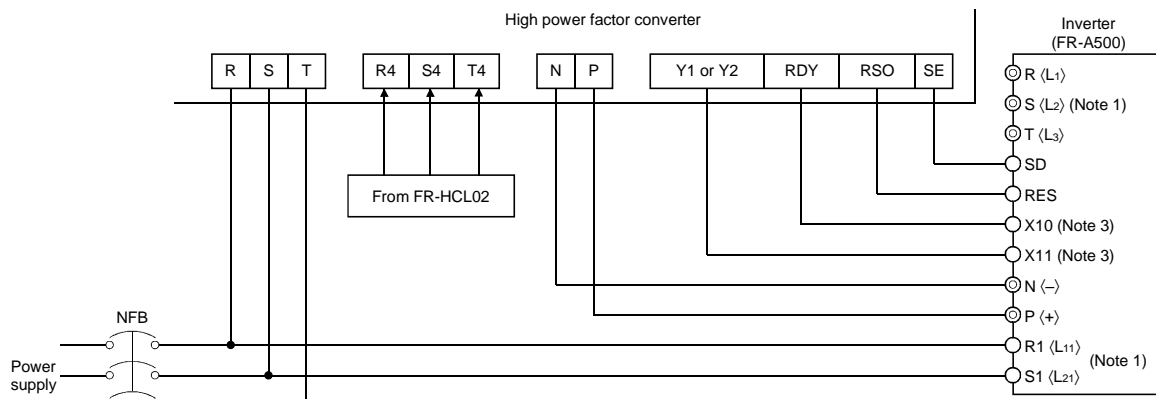 High power factor converter
Inverter
(FR-A500)
R S T R4 S4 T4 N P Y1 or Y2 RDY RSO SE
R ⟨L1⟩
S ⟨L2⟩ (Note 1)
T ⟨L3⟩
SD
From FR-HCL02
RES
X10 (Note 3)
X11 (Note 3)
N ⟨–⟩
P ⟨+⟩
NFB
R1 ⟨L11⟩
(Note 1)
S1 ⟨L21⟩
Power
supply